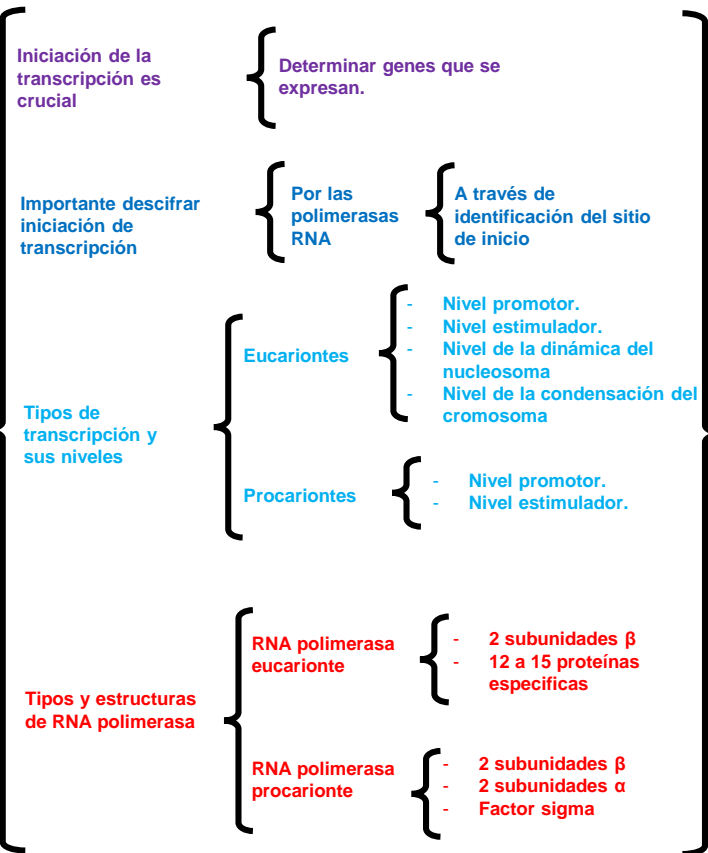 Iniciación de la
transcripción es
crucial
Determinar genes que se
expresan.
Importante descifrar
iniciación de
transcripción
Por las
polimerasas
RNA
A través de
identificación del sitio
de inicio
Tipos de
transcripción y
sus niveles
Eucariontes
- Nivel promotor.
- Nivel estimulador.
- Nivel de la dinámica del
nucleosoma
- Nivel de la condensación del
cromosoma
Procariontes
- Nivel promotor.
- Nivel estimulador.
Tipos y estructuras
de RNA polimerasa
RNA polimerasa
eucarionte
- 2 subunidades β
- 12 a 15 proteínas
especificas
RNA polimerasa
procarionte
- 2 subunidades β
- 2 subunidades α
- Factor sigma